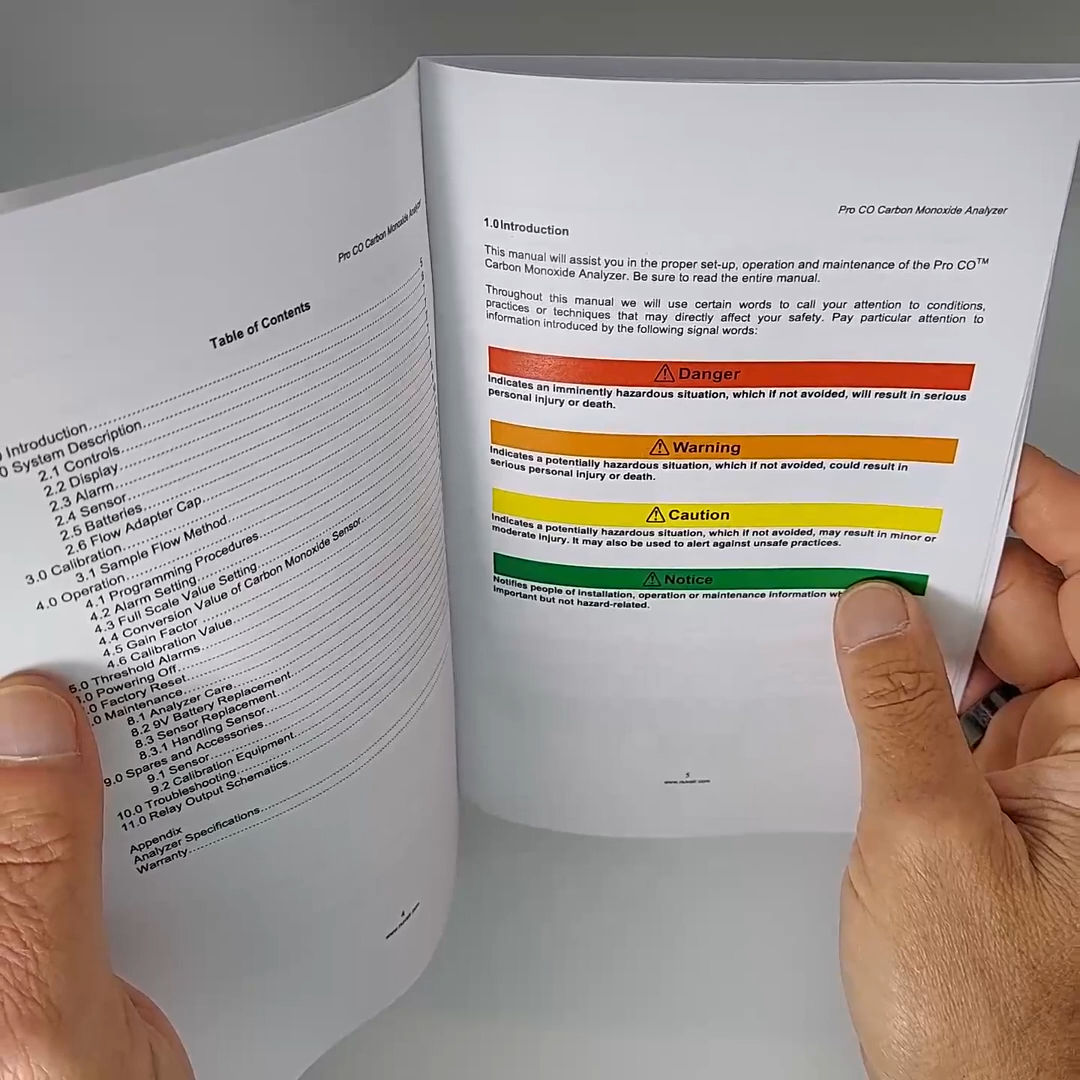 Pro CO Carbon Monoxide Analyzer
Table of Contents
Introduction
System Description
2.1 Controls
2.2 Display
2.3 Alarm
2.4 Sensor
2.5 Batteries
2.6 Flow Adapter Cap
3.0 Calibration
3.1 Sample Flow Method
4.0 Operation
4.1 Programming Procedures
4.2 Alarm Setting
4.3 Full Scale Value Setting
4.4 Conversion Value of Carbon Monoxide Sensor
4.5 Gain Factor
4.6 Calibration Value
5.0 Threshold Alarms
.0 Powering Off
.0 Factory Reset
.0 Maintenance
8.1 Analyzer Care
8.2 9V Battery Replacement
8.3 Sensor Replacement
8.3.1 Handling Sensor
9.0 Spares and Accessories
9.1 Sensor
9.2 Calibration Equipment
10.0 Troubleshooting
11.0 Relay Output Schematics
Appendix
Analyzer Specifications
Warranty
4
Pro CO Carbon Monoxide Analyzer
1.0 Introduction
This manual will assist you in the proper set-up, operation and maintenance of the Pro CO™
Carbon Monoxide Analyzer. Be sure to read the entire manual.
Throughout this manual we will use certain words to call your attention to conditions,
practices or techniques that may directly affect your safety. Pay particular attention to
information introduced by the following signal words:
Danger
Indicates an imminently hazardous situation, which if not avoided, will result in serious
personal injury or death.
Warning
Indicates a potentially hazardous situation, which if not avoided, could result in
serious personal injury or death.
Caution
Indicates a potentially hazardous situation, which if not avoided, may result in minor or
moderate injury. It may also be used to alert against unsafe practices.
Notice
Notifies people of installation, operation or maintenance information
important but not hazard-related.
5
www.nuvair.com